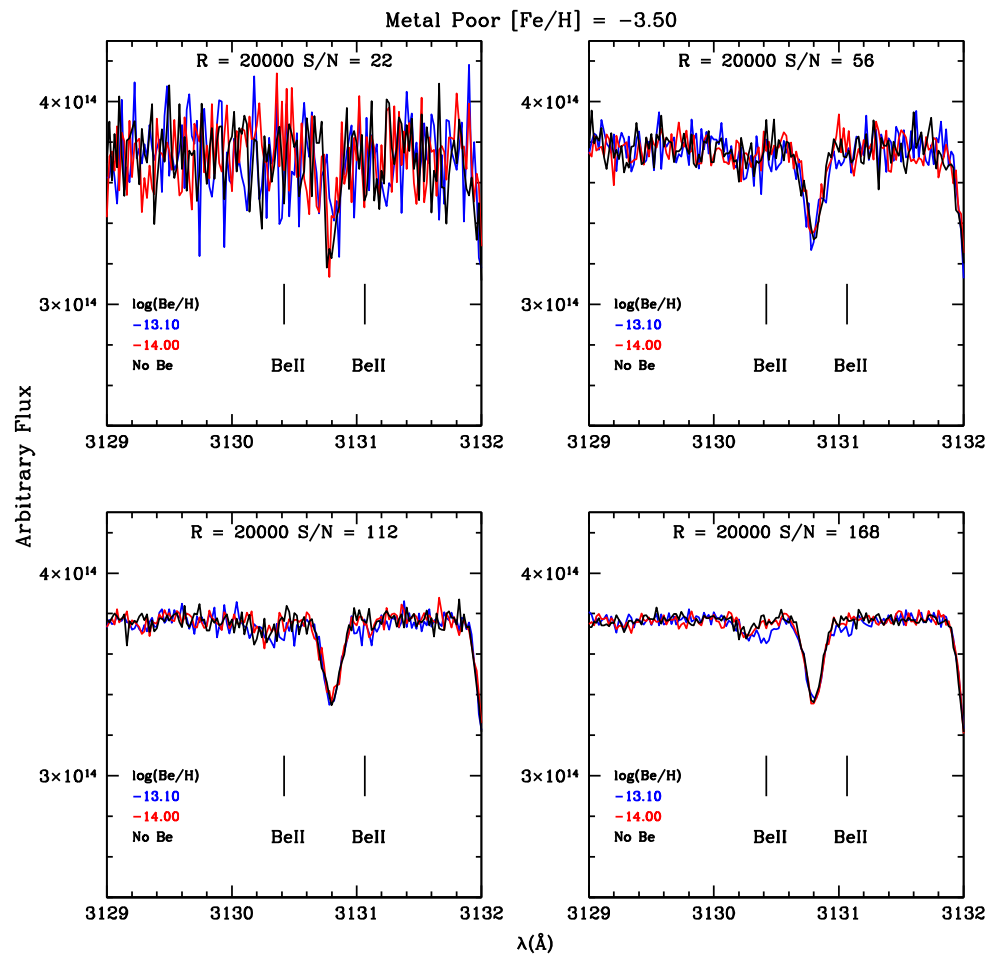 Metal Poor [Fe/H] = −3.50
R = 20000 S/N = 22
4×10¹⁴
3×10¹⁴
log(Be/H)
−13.10
−14.00
No Be
BeII
BeII
3129
3130
3131
3132
R = 20000 S/N = 56
4×10¹⁴
3×10¹⁴
log(Be/H)
−13.10
−14.00
No Be
BeII
BeII
3129
3130
3131
3132
Arbitrary Flux
R = 20000 S/N = 112
4×10¹⁴
3×10¹⁴
log(Be/H)
−13.10
−14.00
No Be
BeII
BeII
3129
3130
3131
3132
R = 20000 S/N = 168
4×10¹⁴
3×10¹⁴
log(Be/H)
−13.10
−14.00
No Be
BeII
BeII
3129
3130
3131
3132
λ(Å)